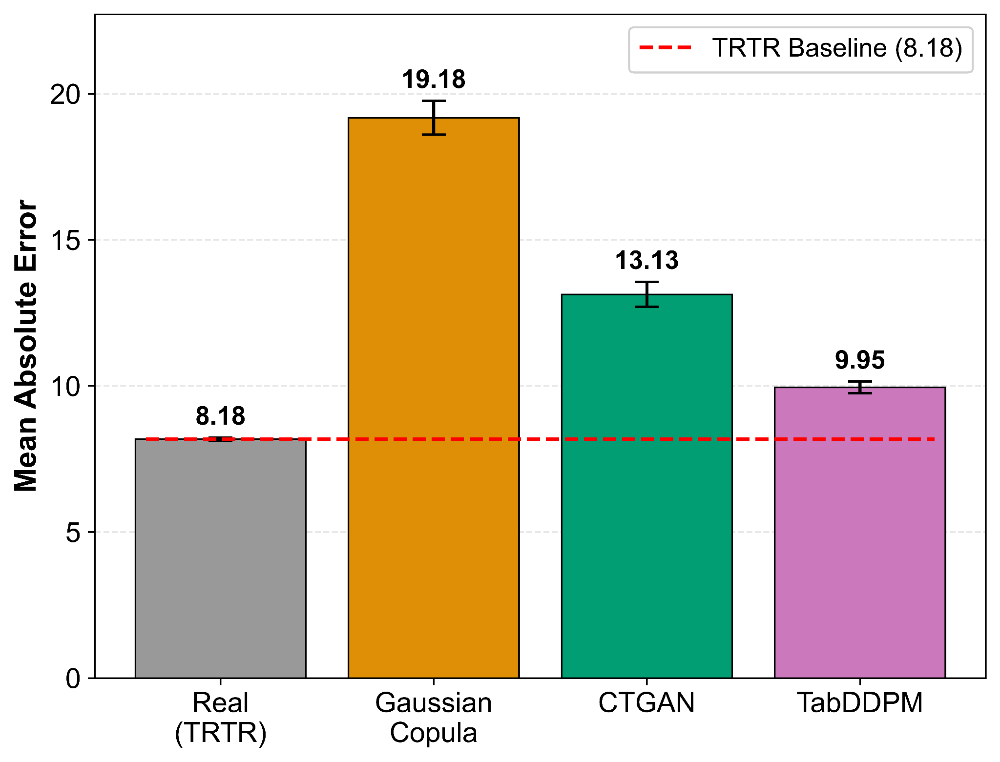 TRTR Baseline (8.18)
Mean Absolute Error
20
15
10
5
0
8.18
19.18
13.13
9.95
Real
(TRTR)
Gaussian
Copula
CTGAN
TabDDPM